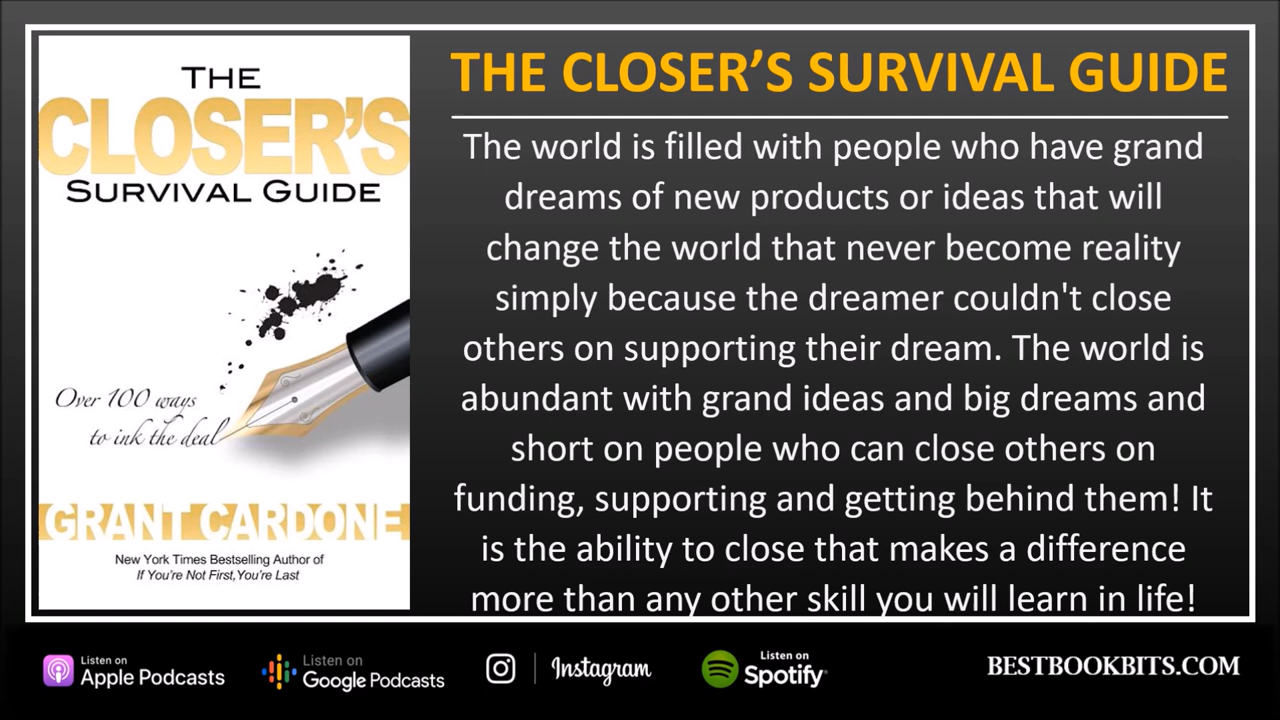 THE
CLOSER'S
SURVIVAL GUIDE
Over 100 ways
to ink the deal
GRANT CARDONE
New York Times Bestselling Author of
If You're Not First, You're Last
THE CLOSER’S SURVIVAL GUIDE
The world is filled with people who have grand
dreams of new products or ideas that will
change the world that never become reality
simply because the dreamer couldn't close
others on supporting their dream. The world is
abundant with grand ideas and big dreams and
short on people who can close others on
funding, supporting and getting behind them! It
is the ability to close that makes a difference
more than any other skill you will learn in life!
Listen on
Apple Podcasts
Listen on
Google Podcasts
Instagram
Listen on
Spotify
BESTBOOKBITS.COM